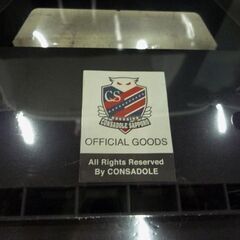 CS
CONSADOLE SAPPORO
OFFICIAL GOODS
All Rights Reserved
By CONSADOLE